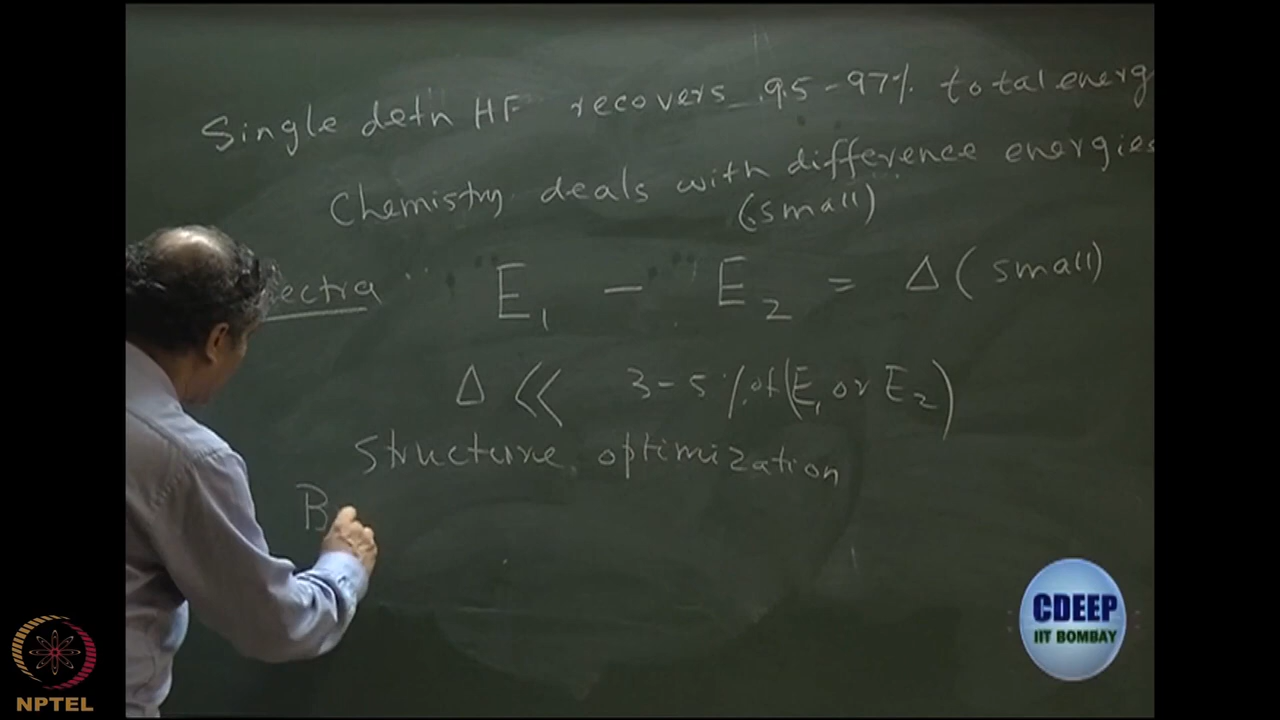 Single detn HF recovers 95-97% total energ
Chemistry deals with difference energies
(small)
ectra E₁ - E₂ = Δ (small)
Δ << 3-5% of (E₁ or E₂)
Structure optimization
B
CDEEP
IIT BOMBAY
NPTEL